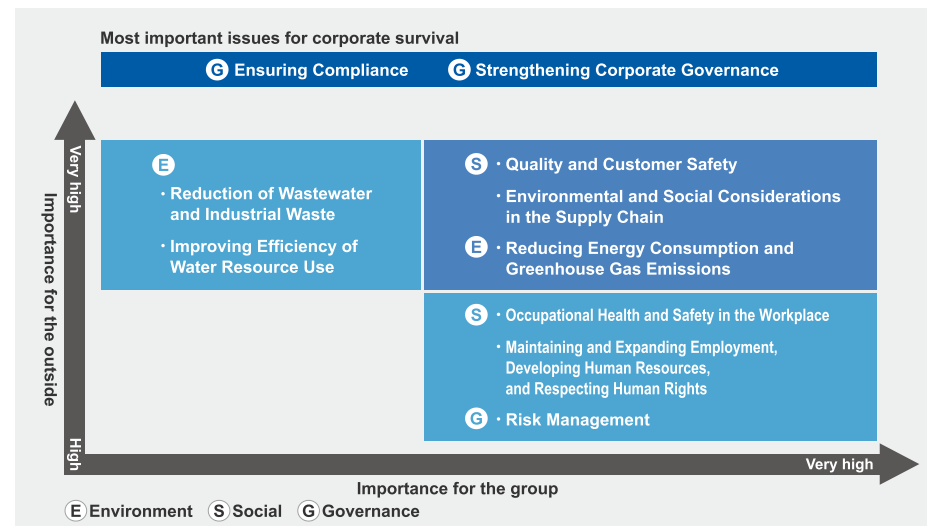 Most important issues for corporate survival
G Ensuring Compliance G Strengthening Corporate Governance
Very high
Importance for the outside
High
E
・Reduction of Wastewater
and Industrial Waste
・Improving Efficiency of
Water Resource Use
S ・Quality and Customer Safety
・Environmental and Social Considerations
in the Supply Chain
E ・Reducing Energy Consumption and
Greenhouse Gas Emissions
S ・Occupational Health and Safety in the Workplace
・Maintaining and Expanding Employment,
Developing Human Resources,
and Respecting Human Rights
G ・Risk Management
Very high
Importance for the group
E Environment S Social G Governance